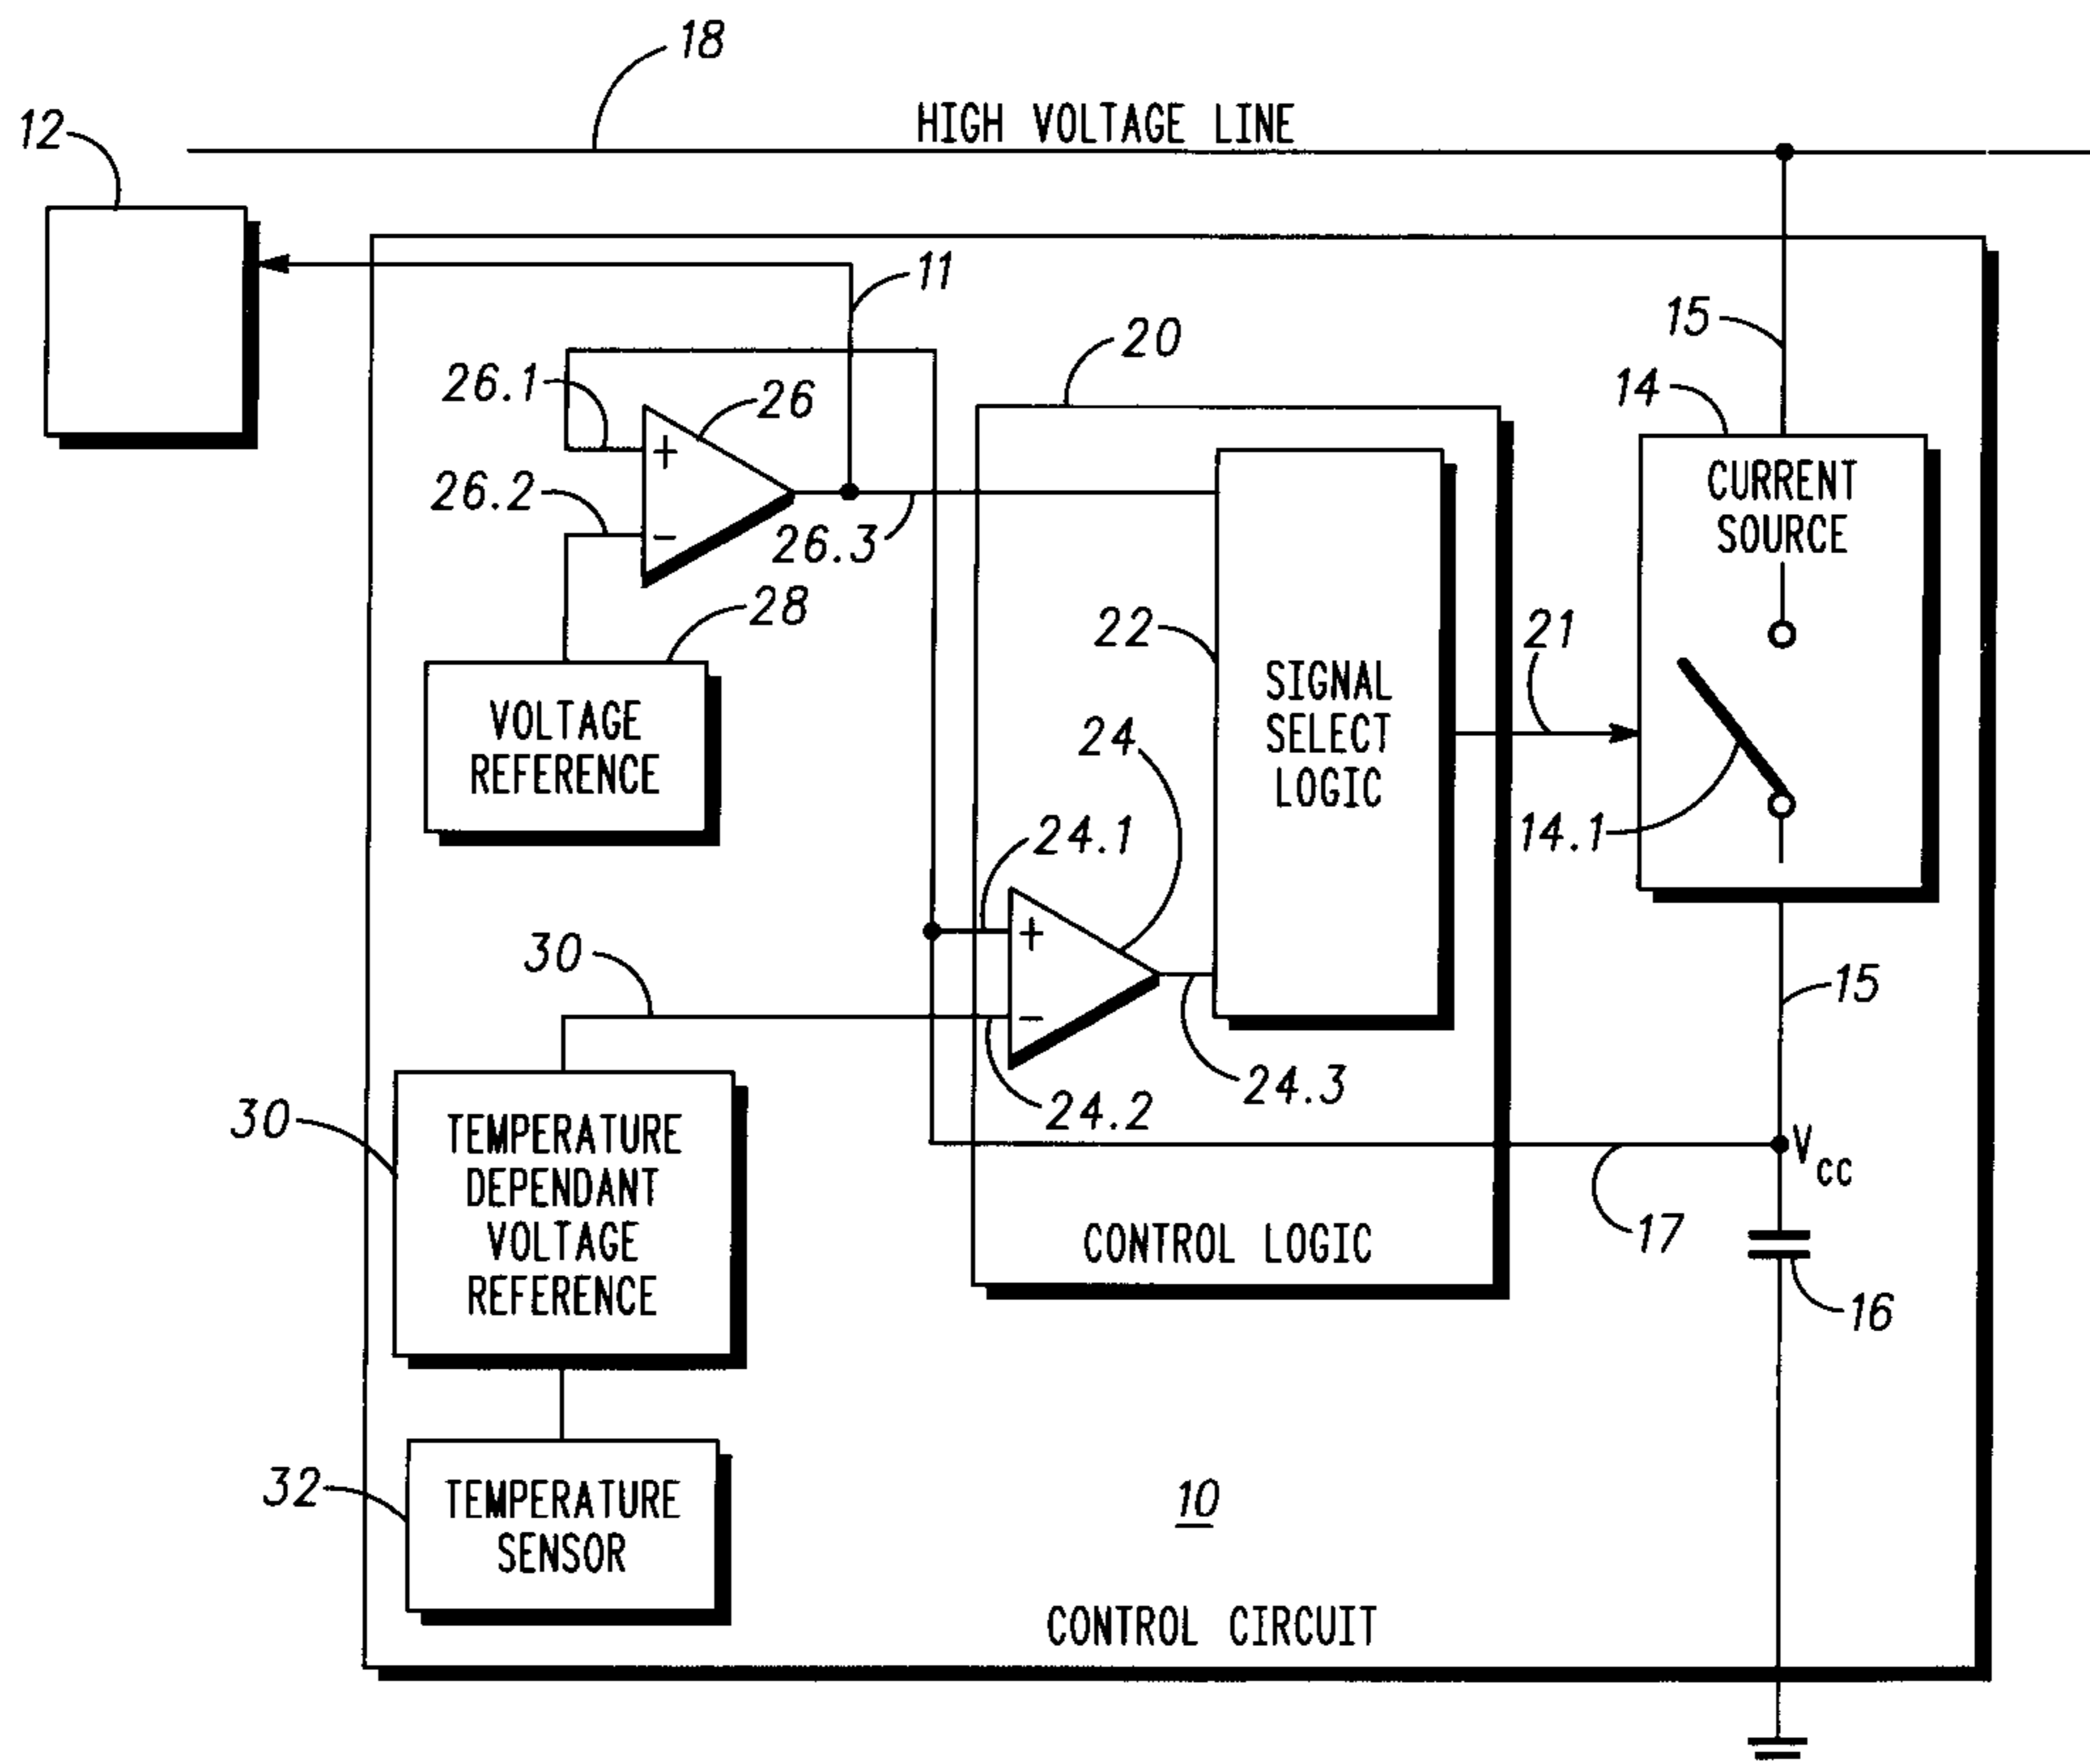 18
HIGH VOLTAGE LINE
12
11
15
20
14
26.1
26
+
CURRENT
SOURCE
26.2
−
26.3
28
22
21
VOLTAGE
REFERENCE
SIGNAL
SELECT
LOGIC
24
14.1
24.1
+
30
15
−
24.3
24.2
30
TEMPERATURE
DEPENDANT
VOLTAGE
REFERENCE
VCC
17
CONTROL LOGIC
16
32
TEMPERATURE
SENSOR
10
CONTROL CIRCUIT